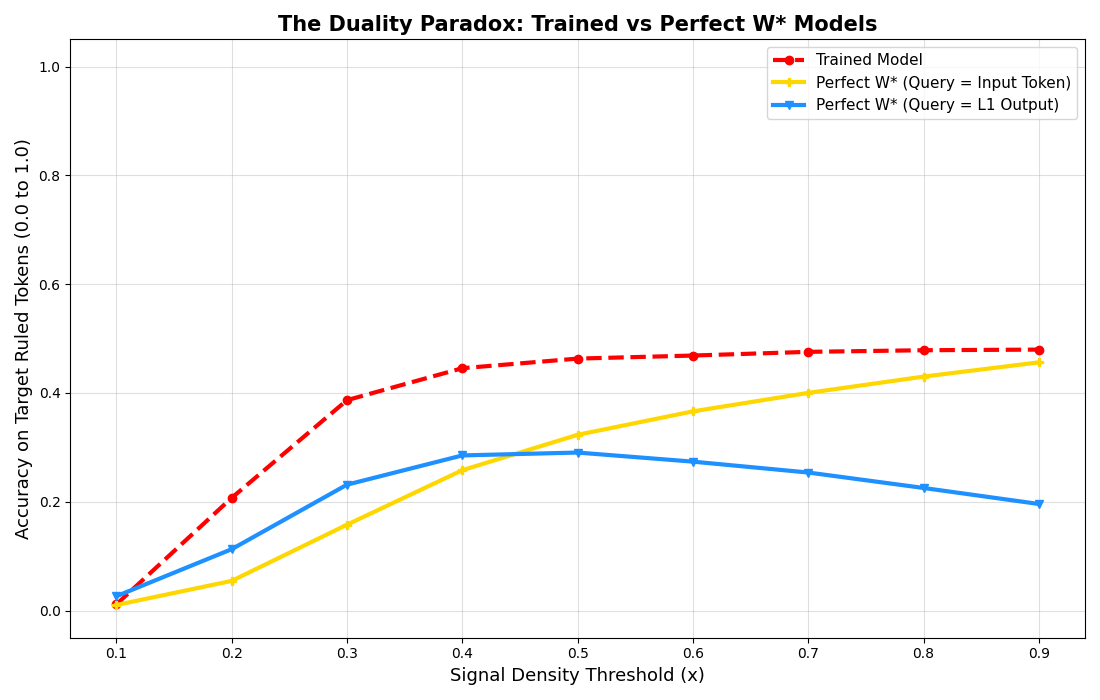 The Duality Paradox: Trained vs Perfect W* Models
Trained Model
Perfect W* (Query = Input Token)
Perfect W* (Query = L1 Output)
Accuracy on Target Ruled Tokens (0.0 to 1.0)
1.0
0.8
0.6
0.4
0.2
0.0
0.1 0.2 0.3 0.4 0.5 0.6 0.7 0.8 0.9
Signal Density Threshold (x)